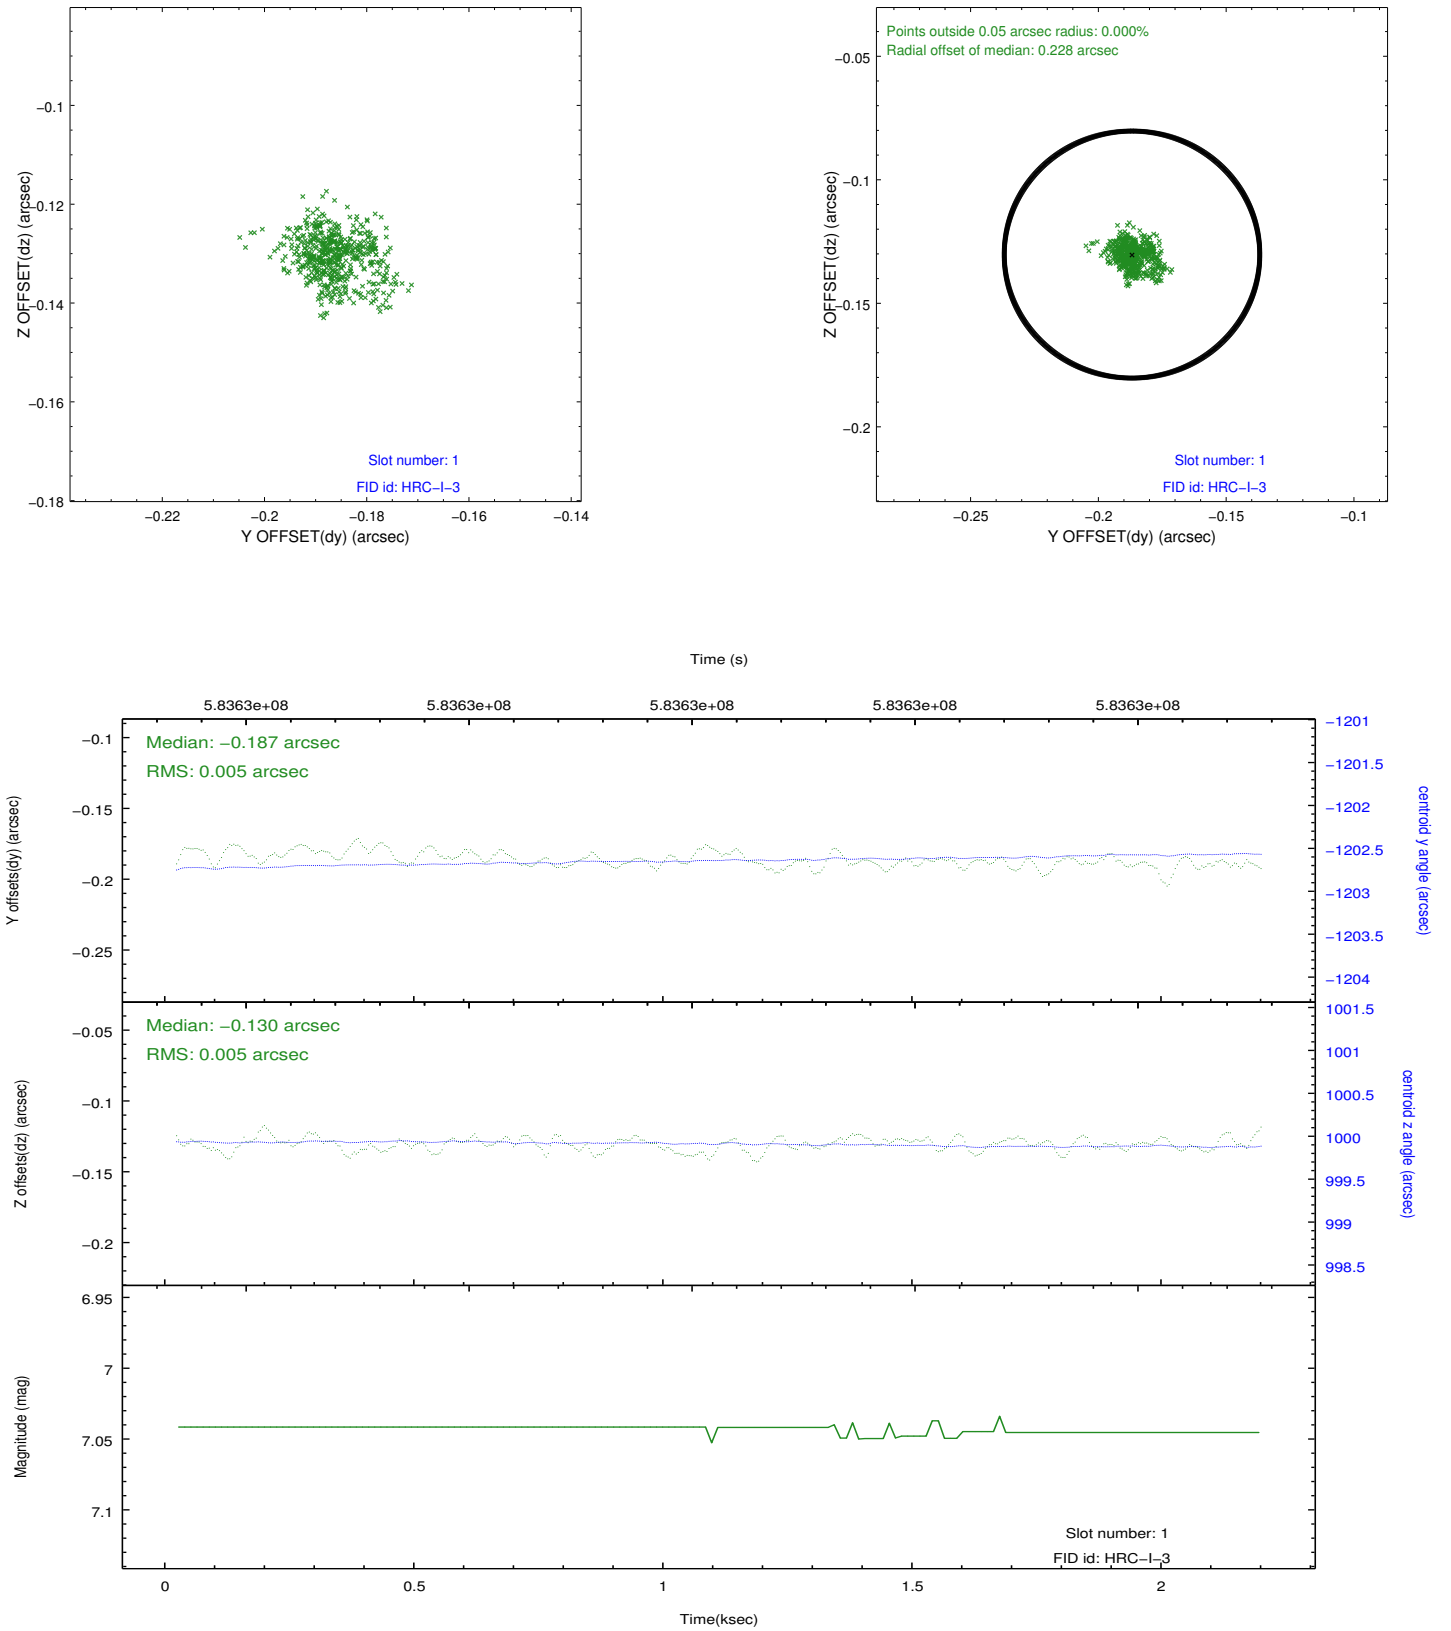 −0.1
−0.12
−0.14
−0.16
−0.18
Z OFFSET(dz) (arcsec)
Slot number: 1
FID id: HRC−I−3
−0.22
−0.2
−0.18
−0.16
−0.14
Y OFFSET(dy) (arcsec)
Points outside 0.05 arcsec radius: 0.000%
Radial offset of median: 0.228 arcsec
−0.05
−0.1
−0.15
−0.2
Z OFFSET(dz) (arcsec)
Slot number: 1
FID id: HRC−I−3
−0.25
−0.2
−0.15
−0.1
Y OFFSET(dy) (arcsec)
Time (s)
5.8363e+08
5.8363e+08
5.8363e+08
5.8363e+08
5.8363e+08
Median: −0.187 arcsec
RMS: 0.005 arcsec
−0.1
−0.15
−0.2
−0.25
Y offsets(dy) (arcsec)
−1201
−1201.5
−1202
−1202.5
−1203
−1203.5
−1204
centroid y angle (arcsec)
Median: −0.130 arcsec
RMS: 0.005 arcsec
−0.05
−0.1
−0.15
−0.2
Z offsets(dz) (arcsec)
1001.5
1001
1000.5
1000
999.5
999
998.5
centroid z angle (arcsec)
6.95
7
7.05
7.1
Magnitude (mag)
Slot number: 1
FID id: HRC−I−3
0
0.5
1
1.5
2
Time(ksec)